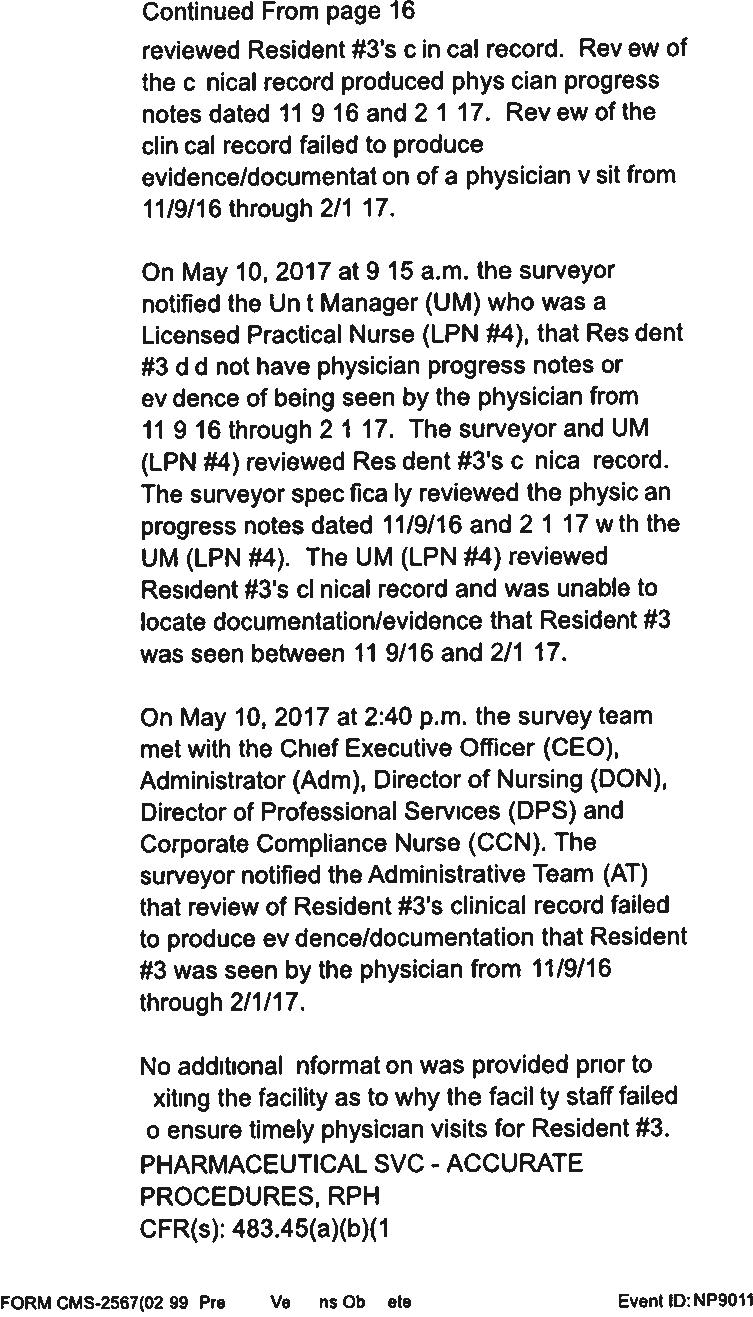 Continued From page 16
reviewed Resident #3's c in cal record. Rev ew of
the c nical record produced phys cian progress
notes dated 11 9 16 and 2 1 17. Rev ew of the
clin cal record failed to produce
evidence/documentat on of a physician v sit from
11/9/16 through 2/1 17.
On May 10, 2017 at 9 15 a.m. the surveyor
notified the Un t Manager (UM) who was a
Licensed Practical Nurse (LPN #4), that Res dent
#3 d d not have physician progress notes or
ev dence of being seen by the physician from
11 9 16 through 2 1 17. The surveyor and UM
(LPN #4) reviewed Res dent #3's c nica record.
The surveyor spec fica ly reviewed the physic an
progress notes dated 11/9/16 and 2 1 17 w th the
UM (LPN #4). The UM (LPN #4) reviewed
Resident #3's cl nical record and was unable to
locate documentation/evidence that Resident #3
was seen between 11 9/16 and 2/1 17.
On May 10, 2017 at 2:40 p.m. the survey team
met with the Chief Executive Officer (CEO),
Administrator (Adm), Director of Nursing (DON),
Director of Professional Services (DPS) and
Corporate Compliance Nurse (CCN). The
surveyor notified the Administrative Team (AT)
that review of Resident #3's clinical record failed
to produce ev dence/documentation that Resident
#3 was seen by the physician from 11/9/16
through 2/1/17.
No additional nformat on was provided prior to
xiting the facility as to why the facil ty staff failed
o ensure timely physician visits for Resident #3.
PHARMACEUTICAL SVC - ACCURATE
PROCEDURES, RPH
CFR(s): 483.45(a)(b)(1
FORM CMS-2567(02 99 Pre Ve ns Ob ete Event ID: NP9011